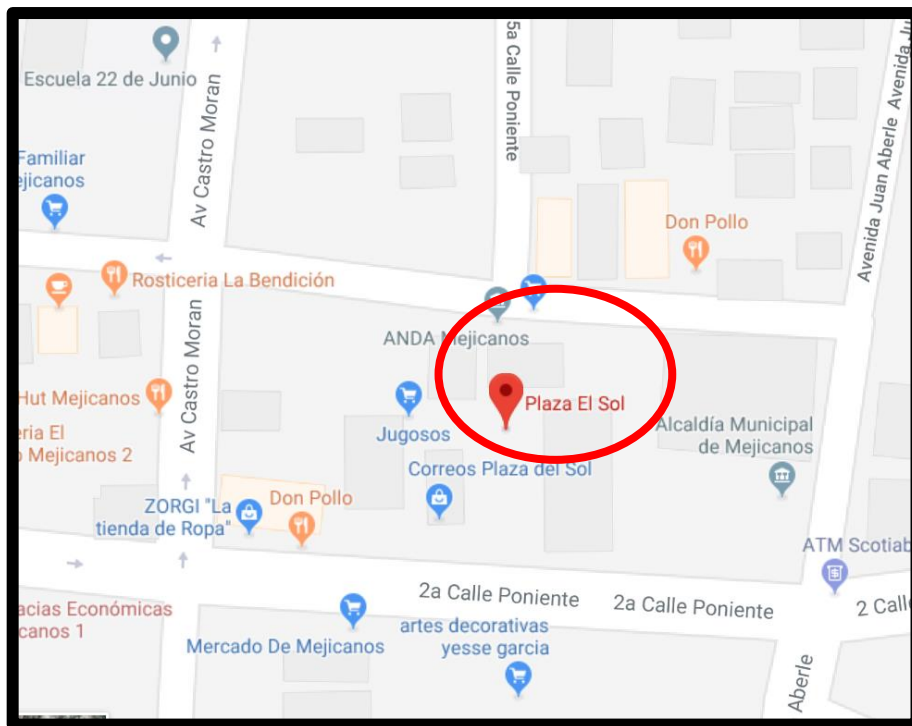 Escuela 22 de Junio
Av Castro Moran
5a Calle Poniente
Avenida Juan Aberle
Avenida Ju
Familiar
ejicanos
Don Pollo
Rosticeria La Bendición
ANDA Mejicanos
Av Castro Moran
Hut Mejicanos
Plaza El Sol
Jugosos
Alcaldía Municipal
de Mejicanos
eria El
o Mejicanos 2
Correos Plaza del Sol
ZORGI "La
tienda de Ropa"
Don Pollo
ATM Scotiab
2a Calle Poniente
2a Calle Poniente
2 Call
acias Económicas
canos 1
Mercado De Mejicanos
artes decorativas
yesse garcia
Aberle